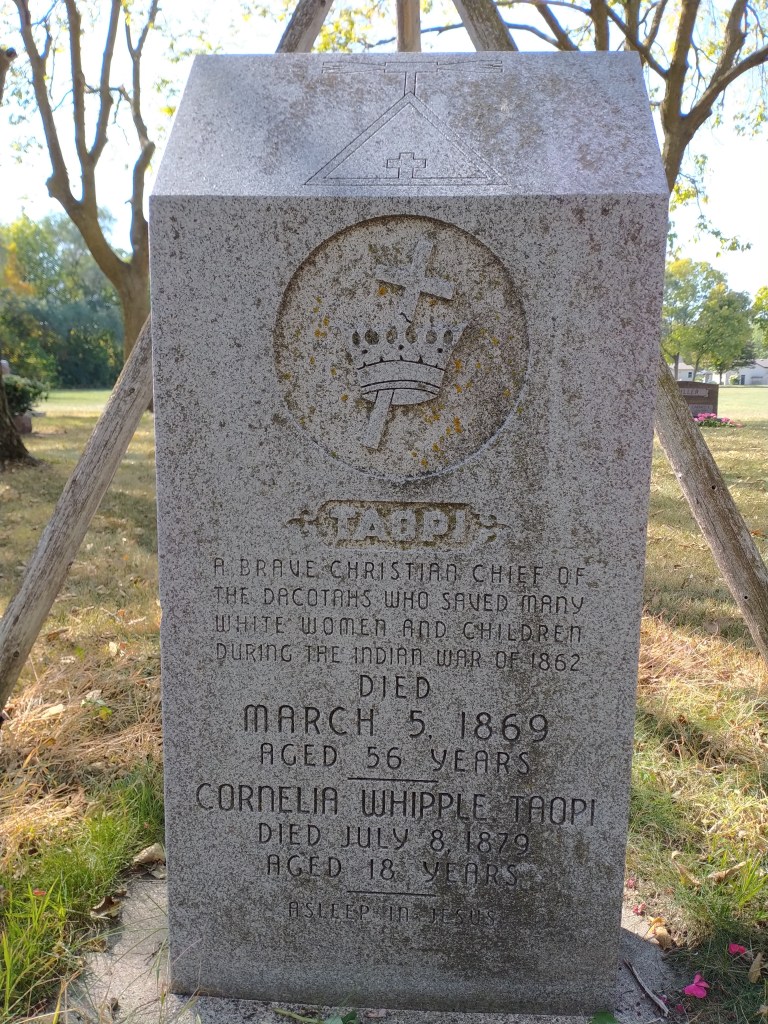 TAOPI
A BRAVE CHRISTIAN CHIEF OF
THE DACOTAHS WHO SAVED MANY
WHITE WOMEN AND CHILDREN
DURING THE INDIAN WAR OF 1862
DIED
MARCH 5, 1869
AGED 56 YEARS
CORNELIA WHIPPLE TAOPI
DIED JULY 8, 1879
AGED 18 YEARS
ASLEEP IN JESUS